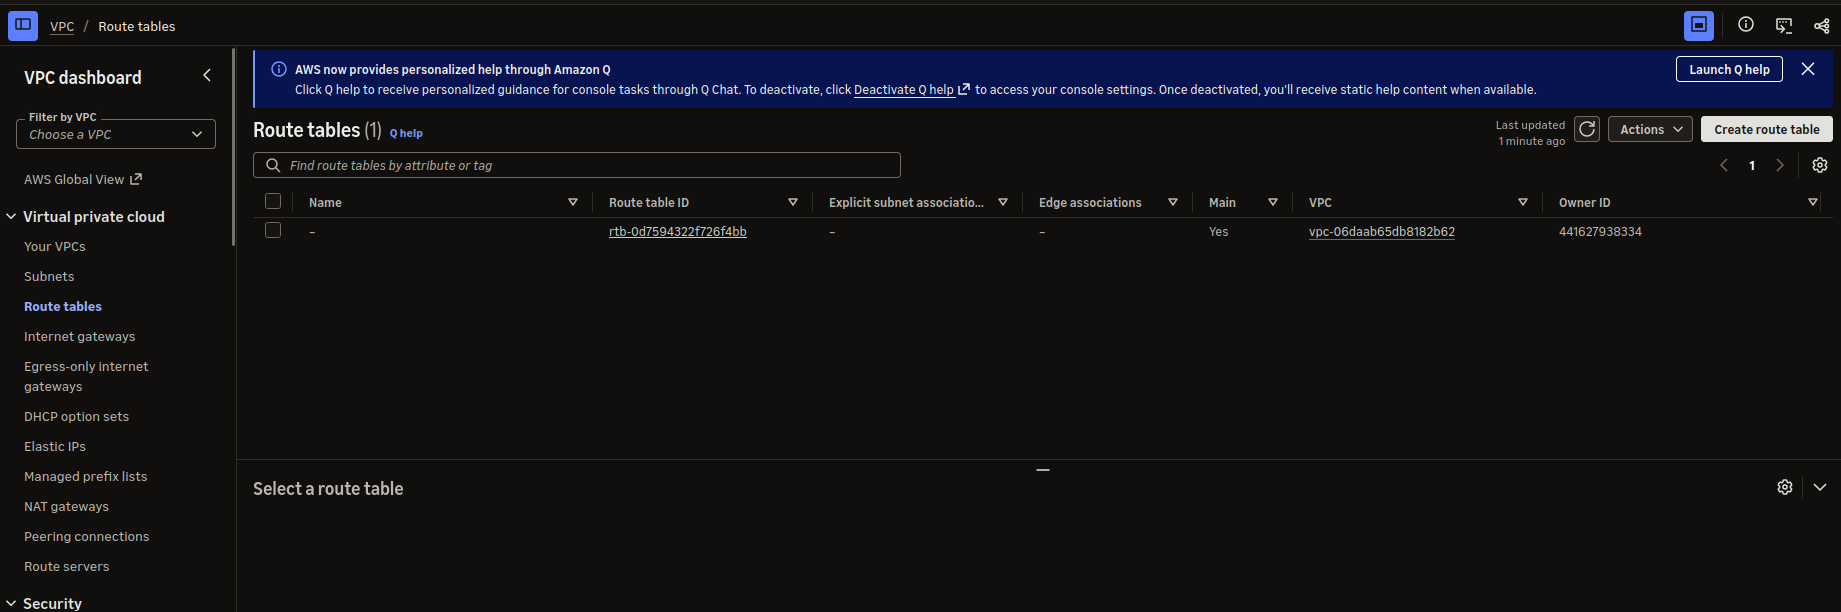 VPC / Route tables
VPC dashboard
Filter by VPC
Choose a VPC
AWS Global View
Virtual private cloud
Your VPCs
Subnets
Route tables
Internet gateways
Egress-only internet
gateways
DHCP option sets
Elastic IPs
Managed prefix lists
NAT gateways
Peering connections
Route servers
Security
AWS now provides personalized help through Amazon Q
Click Q help to receive personalized guidance for console tasks through Q Chat. To deactivate, click Deactivate Q help to access your console settings. Once deactivated, you'll receive static help content when available.
Launch Q help
Route tables (1) Q help
Last updated
1 minute ago
Actions
Create route table
Find route tables by attribute or tag
1
Name Route table ID Explicit subnet associatio... Edge associations Main VPC Owner ID
– rtb-0d7594322f726f4bb – – Yes vpc-06daab65db8182b62 441627938334
Select a route table